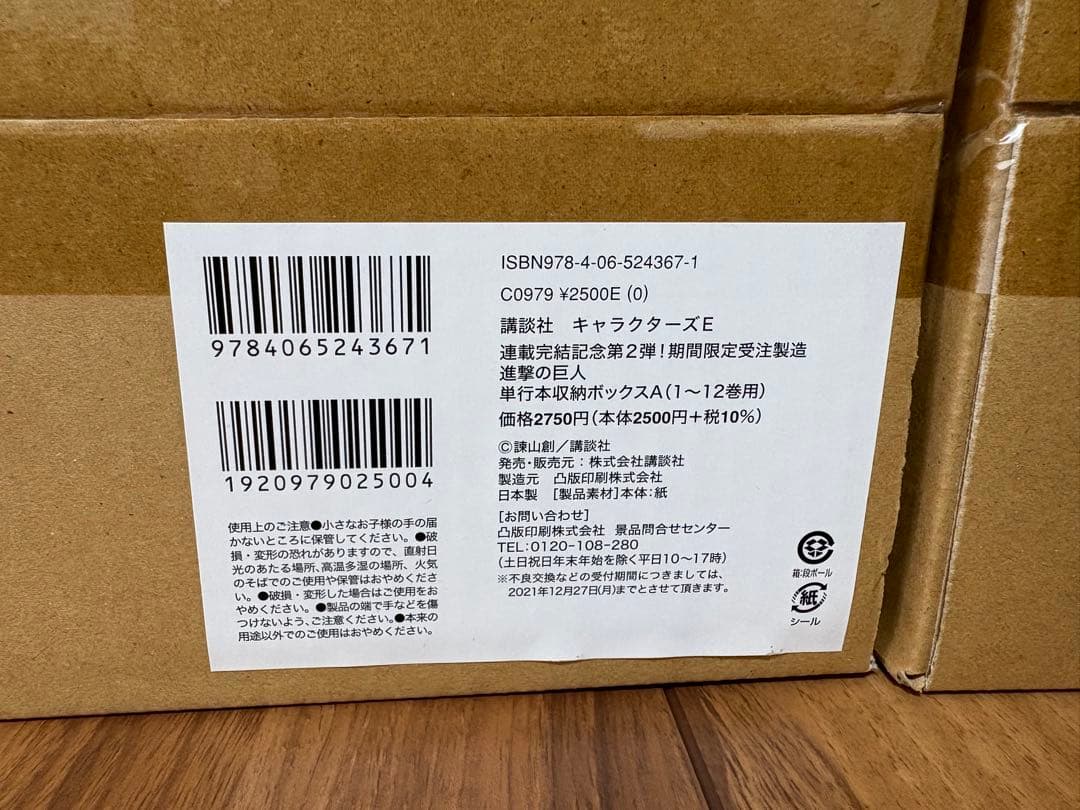 9784065243671
1920979025004
使用上のご注意●小さなお子様の手の届
かないところに保管してください。●破
損・変形の恐れがありますので、直射日
光のあたる場所、高温多湿の場所、火気
のそばでのご使用や保管はおやめくださ
い。●破損・変形した場合はご使用をお
やめください。●製品の端で手などを傷
つけないよう、ご注意ください。●本来の
用途以外でのご使用はおやめください。
ISBN978-4-06-524367-1
C0979 ¥2500E (0)
講談社 キャラクターズE
連載完結記念第2弾!期間限定受注製造
進撃の巨人
単行本収納ボックスA(1〜12巻用)
価格2750円(本体2500円+税10%)
©諫山創/講談社
発売・販売元:株式会社講談社
製造元 凸版印刷株式会社
日本製 [製品素材]本体:紙
[お問い合わせ]
凸版印刷株式会社 景品問合せセンター
TEL:0120-108-280
(土日祝日年末年始を除く平日10〜17時)
※不良交換などの受付期間につきましては、
2021年12月27日(月)までとさせて頂きます。
箱:段ボール
紙
シール